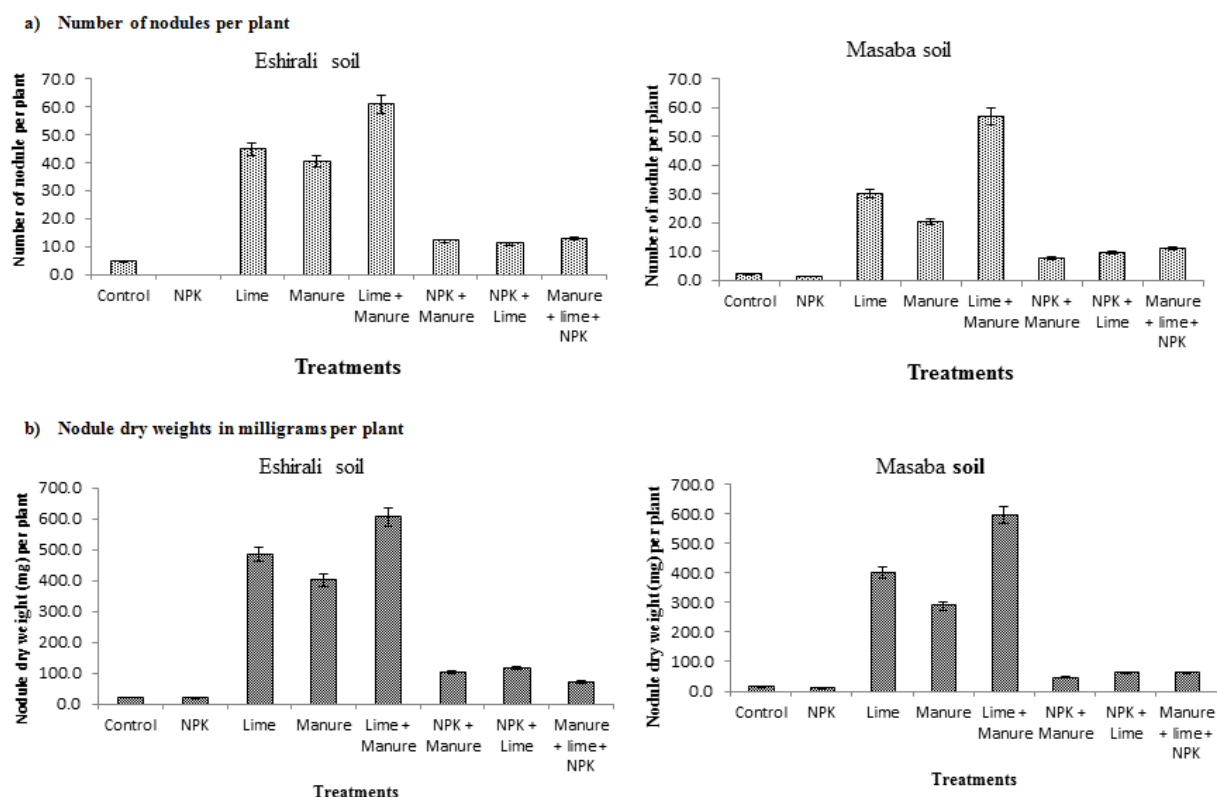 a) Number of nodules per plant
Eshirali soil
Number of nodule per plant
70.0
60.0
50.0
40.0
30.0
20.0
10.0
0.0
Control NPK Lime Manure Lime + Manure NPK + Manure NPK + Lime Manure + lime + NPK
Treatments
Masaba soil
Number of nodule per plant
70.0
60.0
50.0
40.0
30.0
20.0
10.0
0.0
Control NPK Lime Manure Lime + Manure NPK + Manure NPK + Lime Manure + lime + NPK
Treatments
b) Nodule dry weights in milligrams per plant
Eshirali soil
Nodule dry weight (mg) per plant
700.0
600.0
500.0
400.0
300.0
200.0
100.0
0.0
Control NPK Lime Manure Lime + Manure NPK + Manure NPK + Lime Manure + lime + NPK
Treatments
Masaba soil
Nodule dry weight (mg) per plant
700.0
600.0
500.0
400.0
300.0
200.0
100.0
0.0
Control NPK Lime Manure Lime + Manure NPK + Manure NPK + Lime Manure + lime + NPK
Treatments